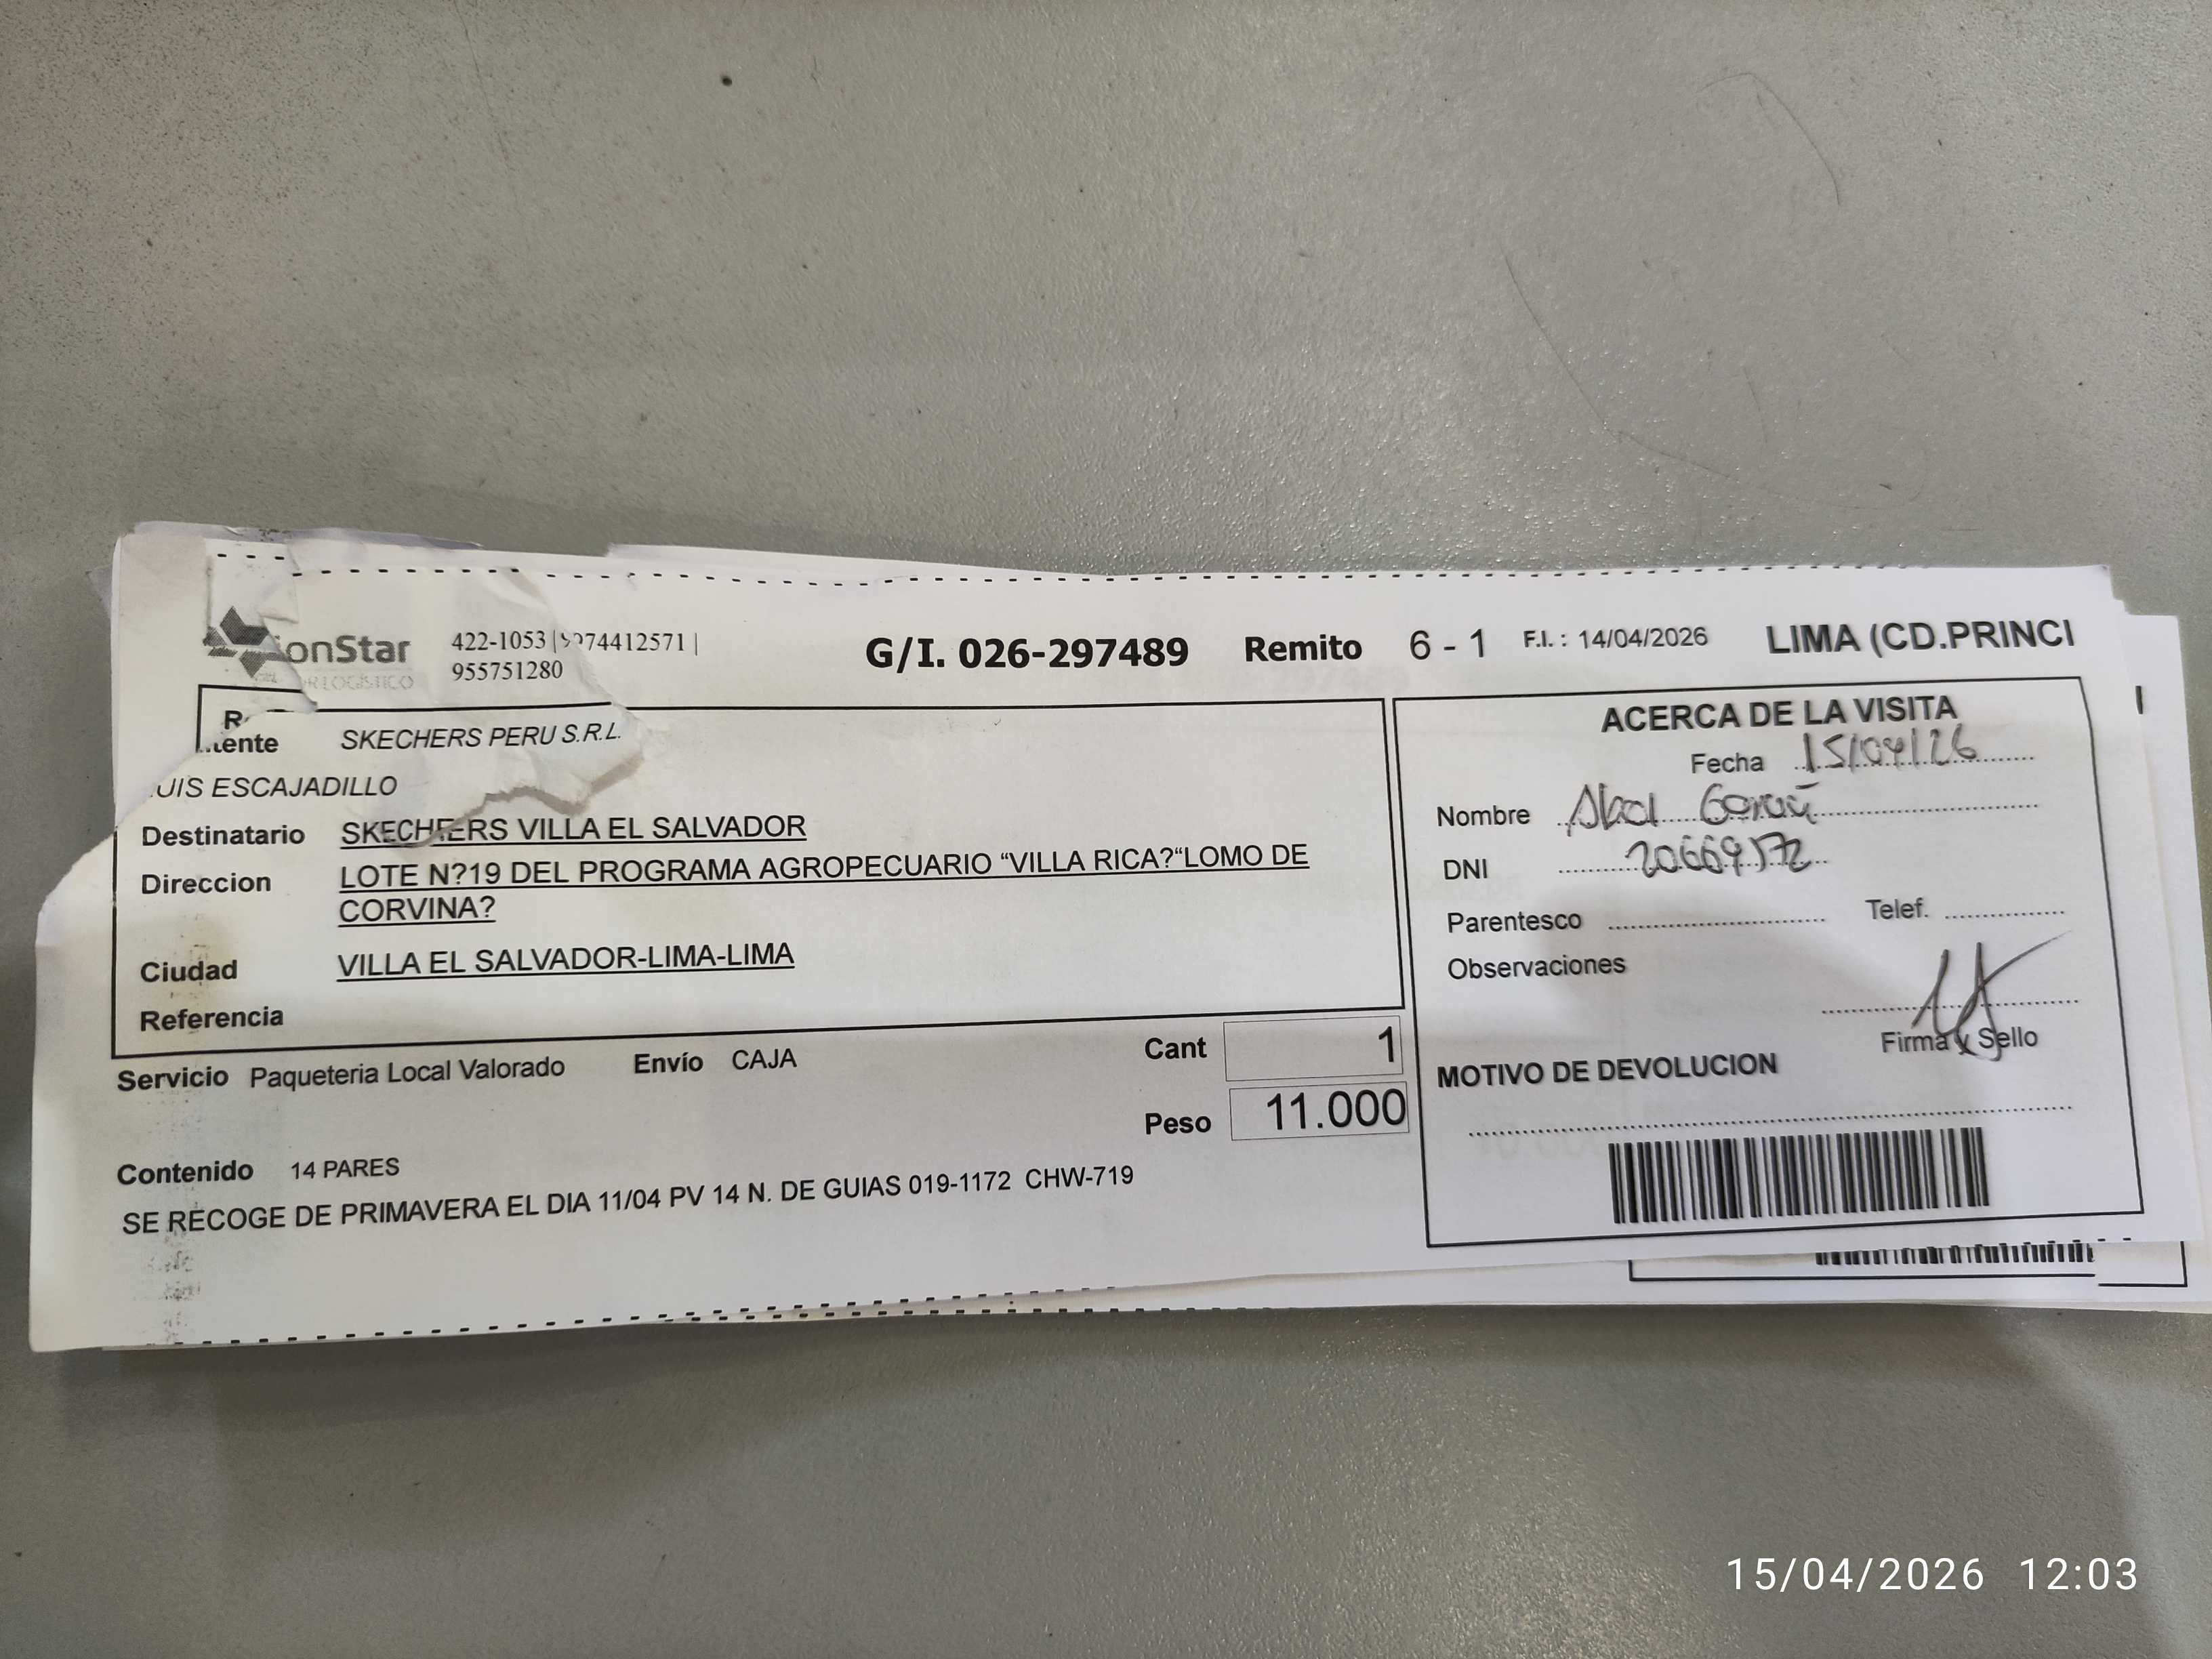 onStar 422-1053 | 974412571 |
955751280
G/I. 026-297489 Remito 6 - 1 F.I. : 14/04/2026 LIMA (CD.PRINCI
ente SKECHERS PERU S.R.L.
UIS ESCAJADILLO
Destinatario SKECHERS VILLA EL SALVADOR
Direccion LOTE N?19 DEL PROGRAMA AGROPECUARIO “VILLA RICA?“LOMO DE
CORVINA?
Ciudad VILLA EL SALVADOR-LIMA-LIMA
Referencia
Servicio Paqueteria Local Valorado Envío CAJA
Cant 1
Peso 11.000
Contenido 14 PARES
SE RECOGE DE PRIMAVERA EL DIA 11/04 PV 14 N. DE GUIAS 019-1172 CHW-719
ACERCA DE LA VISITA
Fecha 15/04/26
Nombre
DNI 20669572
Parentesco Telef.
Observaciones
Firma y Sello
MOTIVO DE DEVOLUCION
15/04/2026 12:03